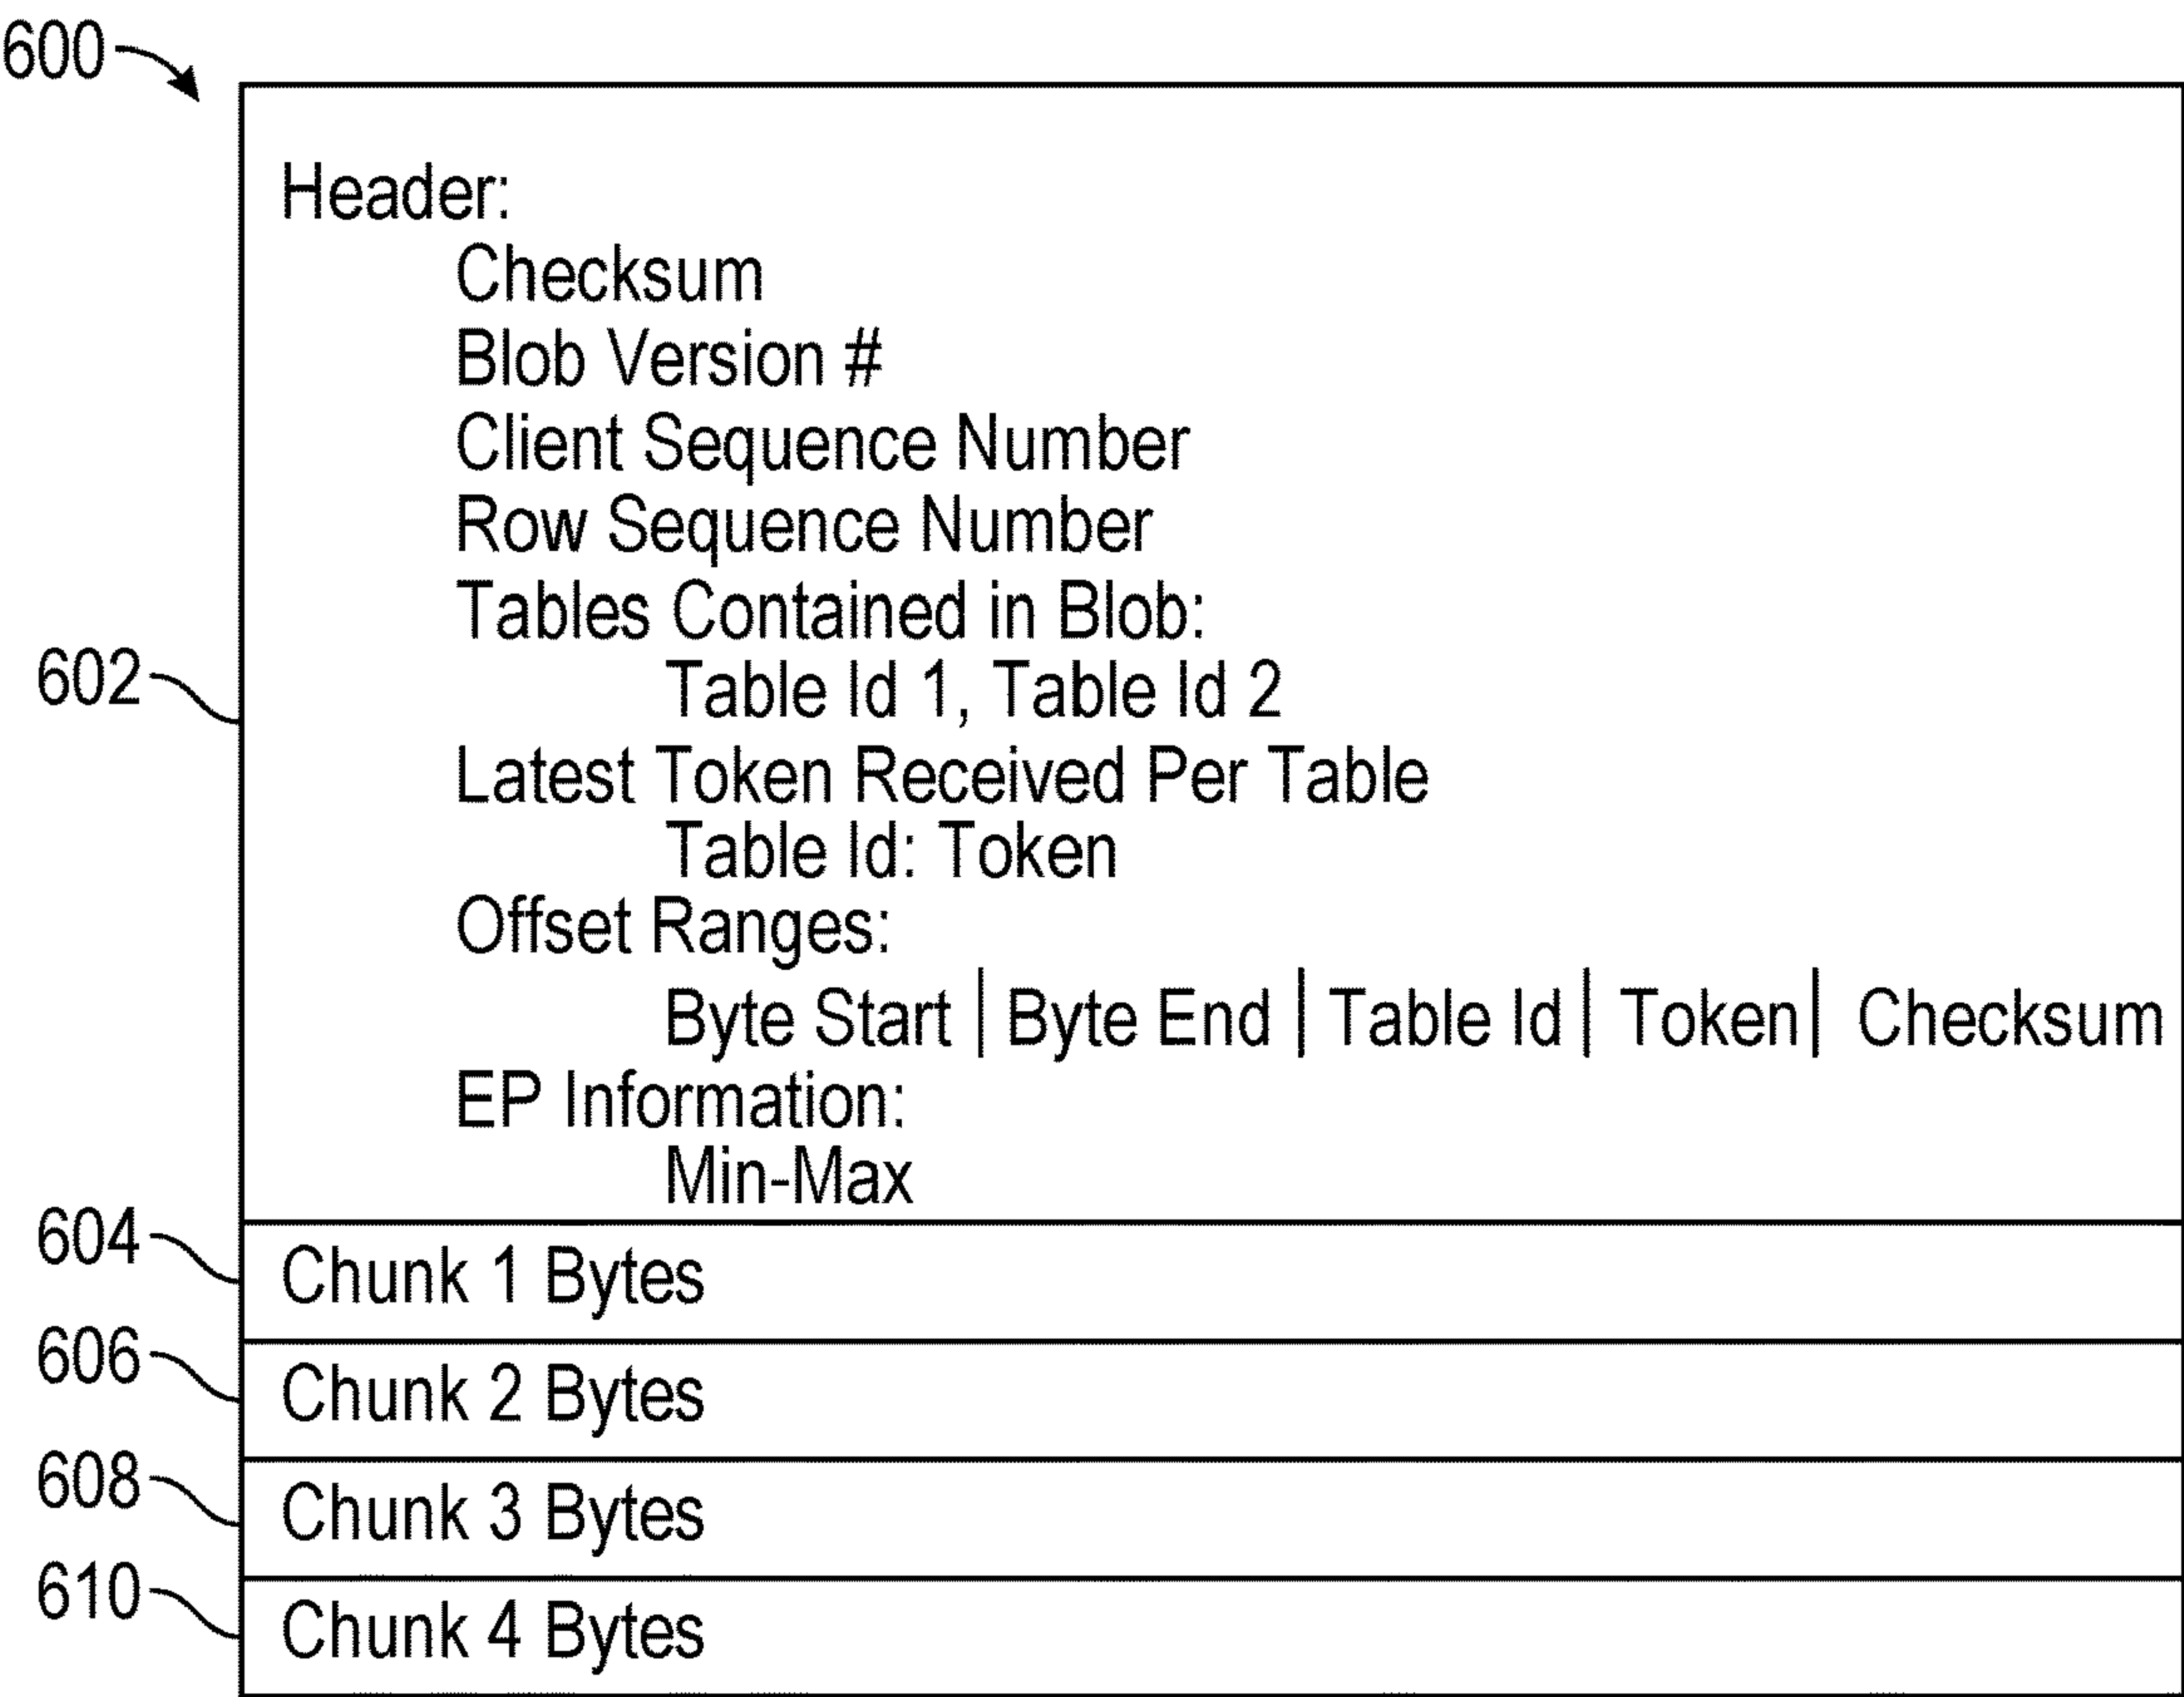 600
Header:
Checksum
Blob Version #
Client Sequence Number
Row Sequence Number
Tables Contained in Blob:
602
Table Id 1, Table Id 2
Latest Token Received Per Table
Table Id: Token
Offset Ranges:
Byte Start | Byte End | Table Id | Token | Checksum
EP Information:
Min-Max
604
Chunk 1 Bytes
606
Chunk 2 Bytes
608
Chunk 3 Bytes
610
Chunk 4 Bytes